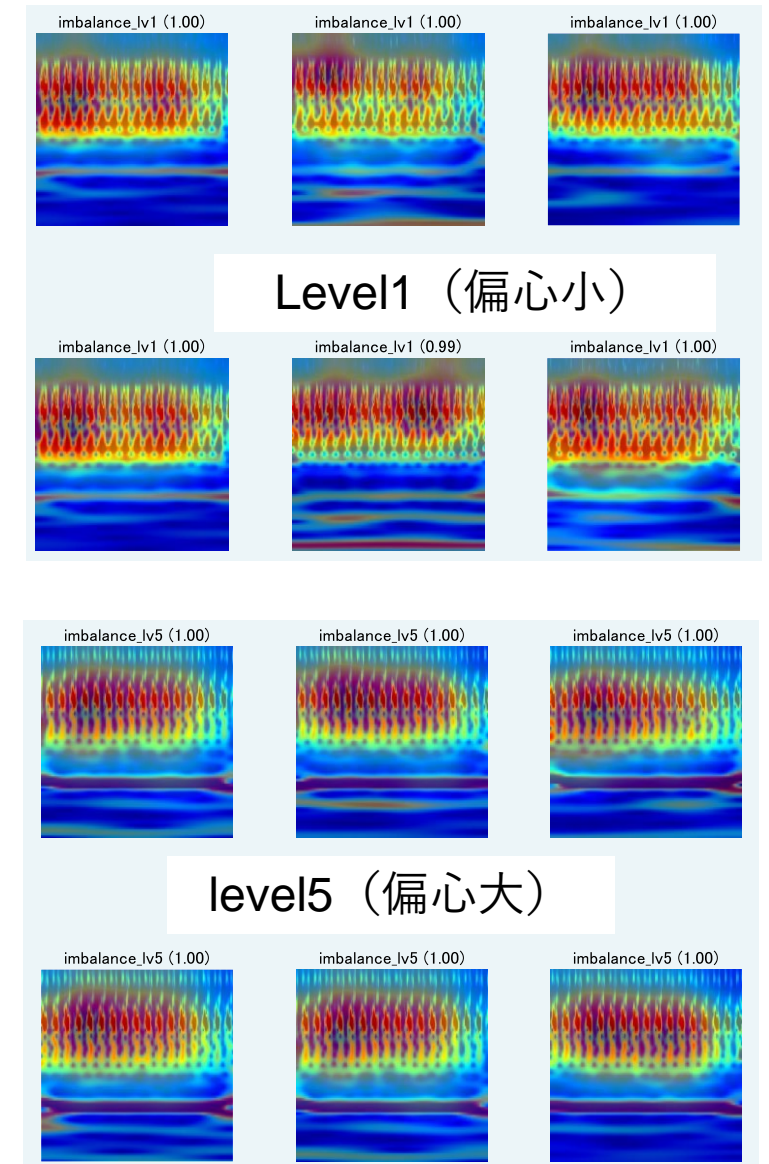 imbalance_lv1 (1.00) imbalance_lv1 (1.00) imbalance_lv1 (1.00)
Level1（偏心小）
imbalance_lv1 (1.00) imbalance_lv1 (0.99) imbalance_lv1 (1.00)
imbalance_lv5 (1.00) imbalance_lv5 (1.00) imbalance_lv5 (1.00)
level5（偏心大）
imbalance_lv5 (1.00) imbalance_lv5 (1.00) imbalance_lv5 (1.00)